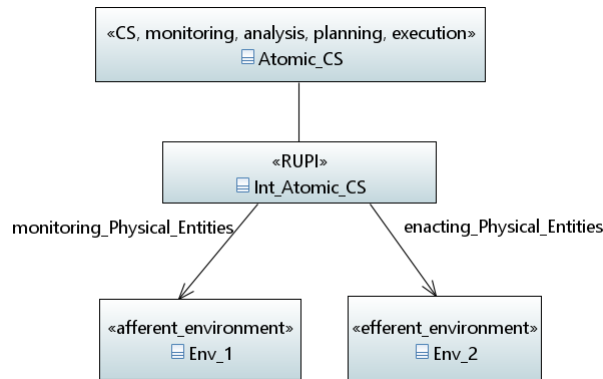 «CS, monitoring, analysis, planning, execution»
Atomic_CS
«RUPI»
Int_Atomic_CS
monitoring_Physical_Entities
enacting_Physical_Entities
«afferent_environment»
Env_1
«efferent_environment»
Env_2